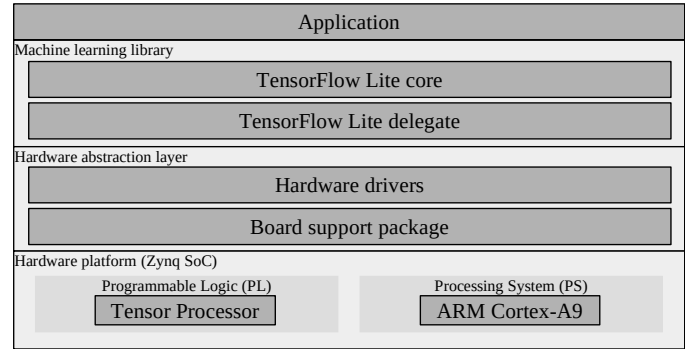 Application
Machine learning library
TensorFlow Lite core
TensorFlow Lite delegate
Hardware abstraction layer
Hardware drivers
Board support package
Hardware platform (Zynq SoC)
Programmable Logic (PL)
Tensor Processor
Processing System (PS)
ARM Cortex-A9